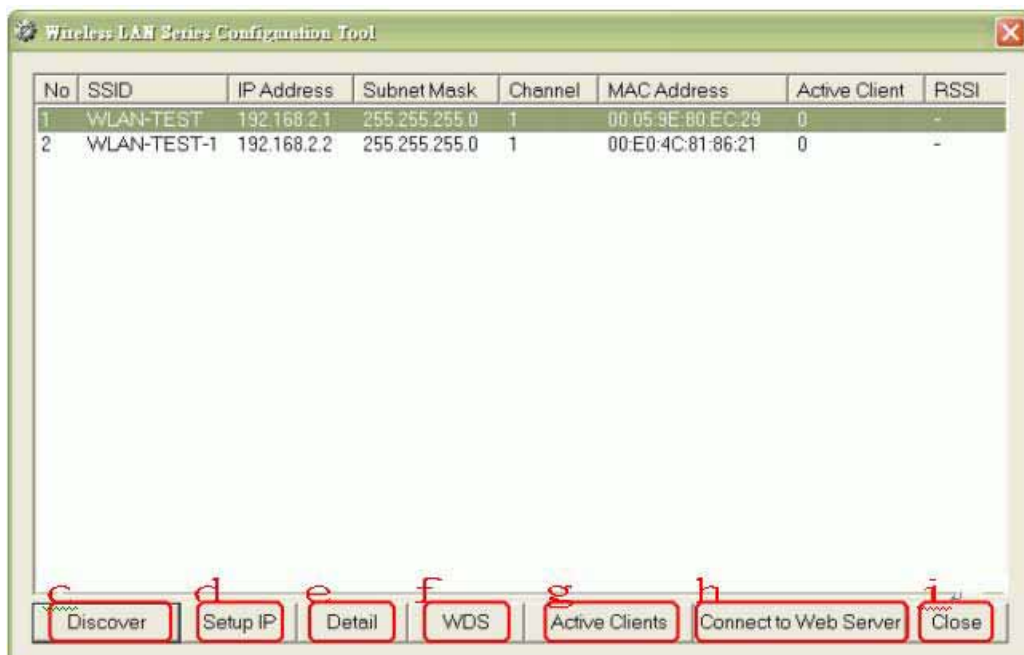 Wireless LAN Series Configuration Tool
No SSID IP Address Subnet Mask Channel MAC Address Active Client RSSI
1 WLAN-TEST 192.168.2.1 255.255.255.0 1 00:05:9E:80:EC:29 0 -
2 WLAN-TEST-1 192.168.2.2 255.255.255.0 1 00:E0:4C:81:86:21 0 -
c d e f g h i
Discover Setup IP Detail WDS Active Clients Connect to Web Server Close